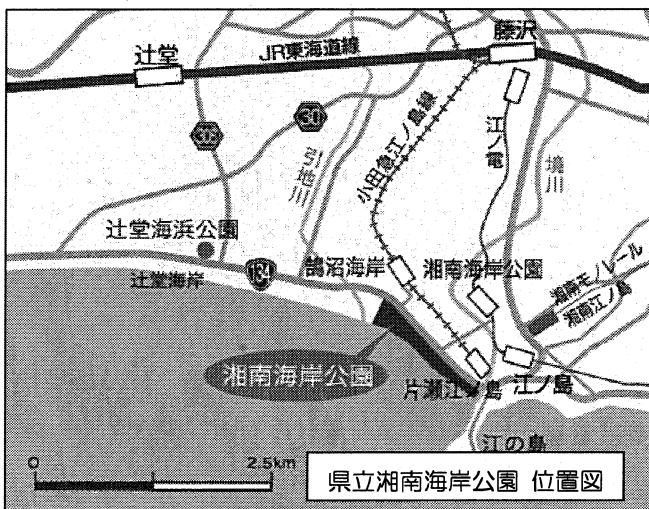 藤沢
辻堂
JR東海道線
308
30
引地川
小田急江ノ島線
江ノ電
境川
辻堂海浜公園
134
辻堂海岸
鵠沼海岸
湘南海岸公園
湘南モノレール
湘南江ノ島
湘南海岸公園
片瀬江ノ島
江ノ島
江の島
0
2.5km
県立湘南海岸公園 位置図